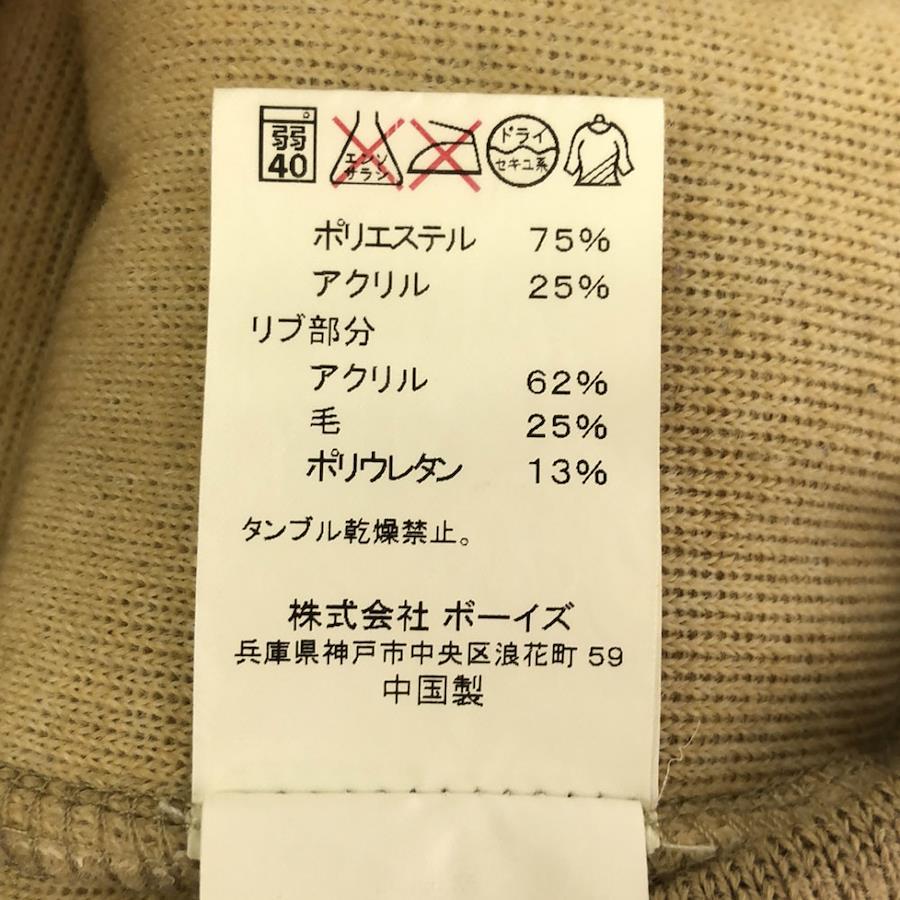 弱
40
エンソ
サラシ
ドライ
セキユ系
ポリエステル 75%
アクリル 25%
リブ部分
アクリル 62%
毛 25%
ポリウレタン 13%
タンブル乾燥禁止。
株式会社 ボーイズ
兵庫県神戸市中央区浪花町 59
中国製